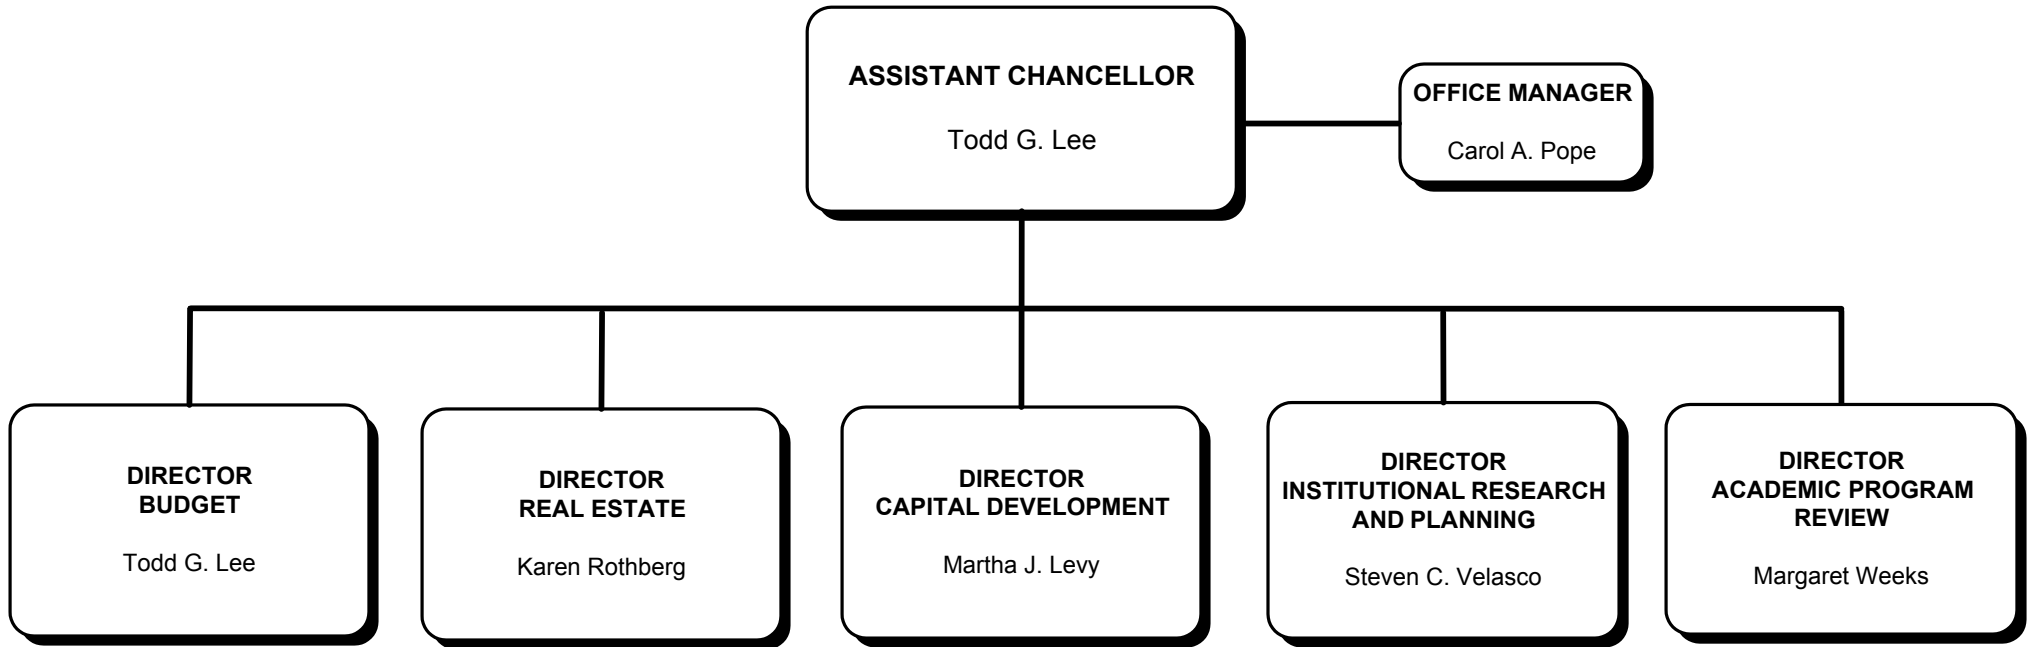 ASSISTANT CHANCELLOR
Todd G. Lee
OFFICE MANAGER
Carol A. Pope
DIRECTOR
BUDGET
Todd G. Lee
DIRECTOR
REAL ESTATE
Karen Rothberg
DIRECTOR
CAPITAL DEVELOPMENT
Martha J. Levy
DIRECTOR
INSTITUTIONAL RESEARCH
AND PLANNING
Steven C. Velasco
DIRECTOR
ACADEMIC PROGRAM
REVIEW
Margaret Weeks